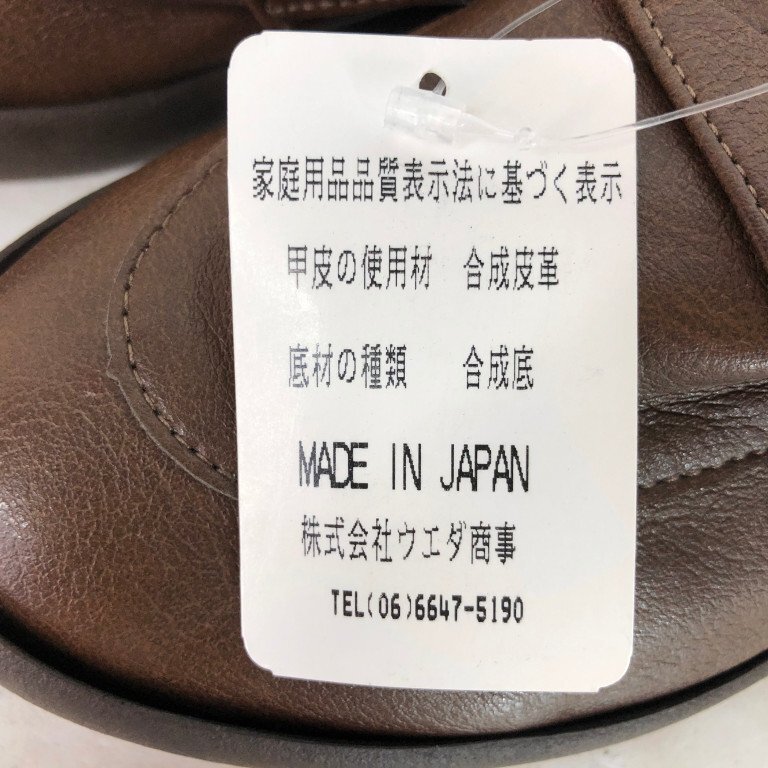 家庭用品品質表示法に基づく表示
甲皮の使用材　合成皮革
底材の種類　合成底
MADE IN JAPAN
株式会社ウエダ商事
TEL(06)6647-5190